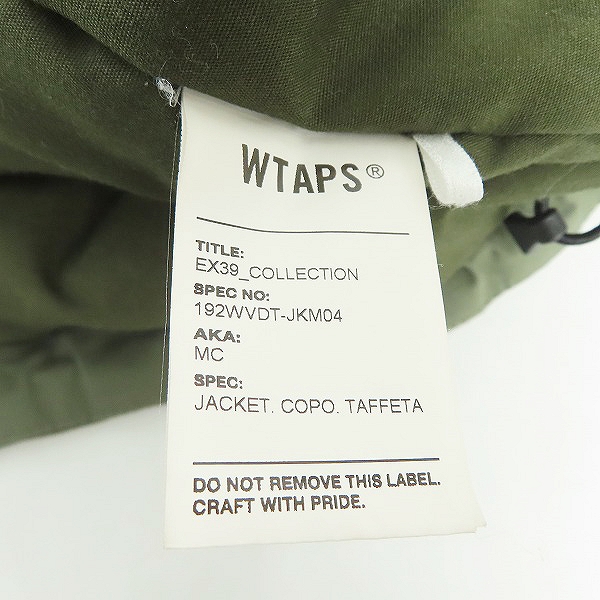 WTAPS®
TITLE:
EX39_COLLECTION
SPEC NO:
192WVDT-JKM04
AKA:
MC
SPEC:
JACKET. COPO. TAFFETA
DO NOT REMOVE THIS LABEL.
CRAFT WITH PRIDE.